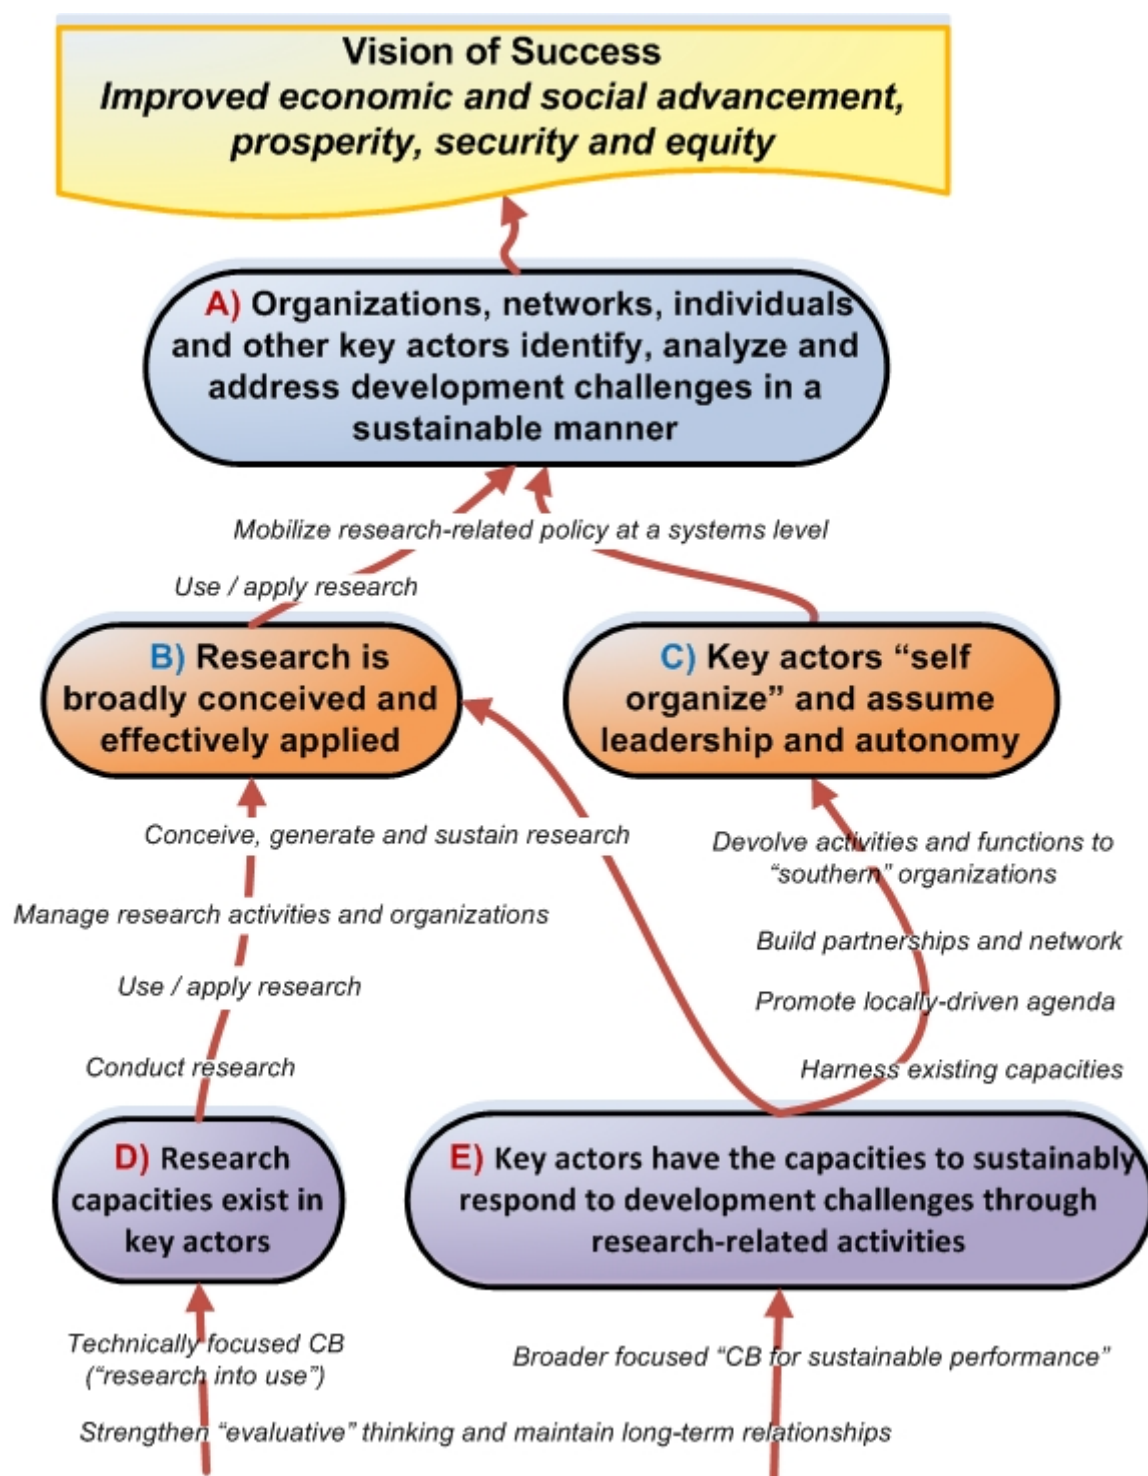 Vision of Success
Improved economic and social advancement,
prosperity, security and equity
A) Organizations, networks, individuals
and other key actors identify, analyze and
address development challenges in a
sustainable manner
Mobilize research-related policy at a systems level
Use / apply research
B) Research is
broadly conceived and
effectively applied
C) Key actors “self
organize” and assume
leadership and autonomy
Conceive, generate and sustain research
Manage research activities and organizations
Use / apply research
Conduct research
Devolve activities and functions to
“southern” organizations
Build partnerships and network
Promote locally-driven agenda
Harness existing capacities
D) Research
capacities exist in
key actors
E) Key actors have the capacities to sustainably
respond to development challenges through
research-related activities
Technically focused CB
(“research into use”)
Broader focused “CB for sustainable performance”
Strengthen “evaluative” thinking and maintain long-term relationships